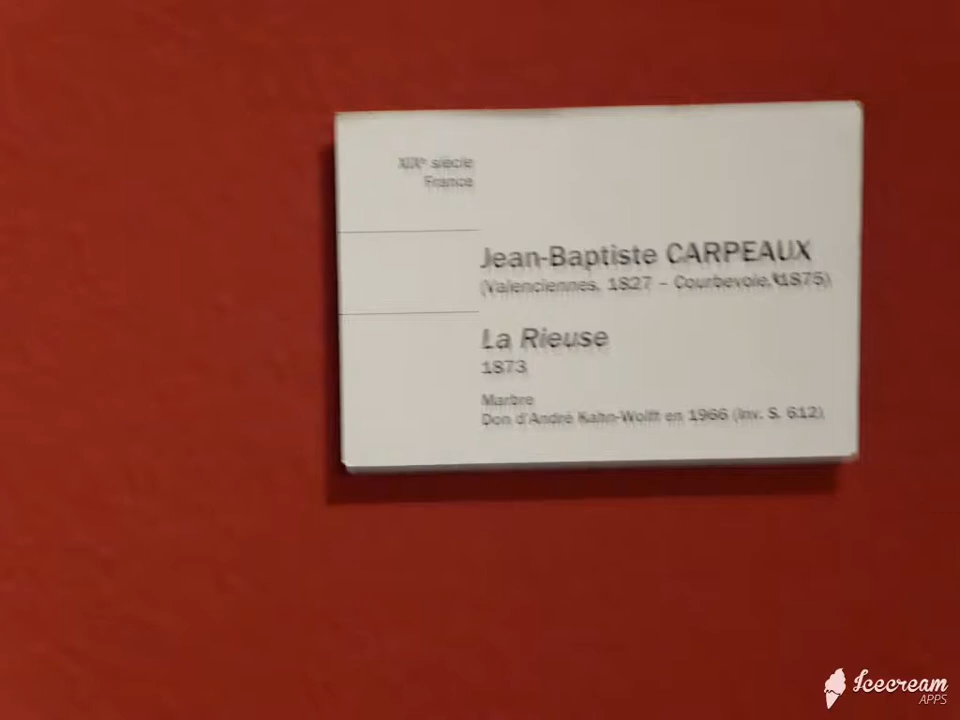 XIXe siècle
France
Jean-Baptiste CARPEAUX
(Valenciennes, 1827 – Courbevoie, 1875)
La Rieuse
1873
Marbre
Don d'André Kahn-Wolff en 1966 (Inv. S. 612)
Icecream
APPS